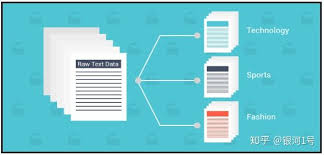 Technology
Raw Text Data
Sports
Fashion
知乎 @银河1号